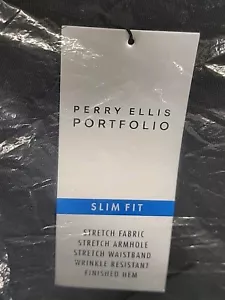 PERRY ELLIS
PORTFOLIO
SLIM FIT
STRETCH FABRIC
STRETCH ARMHOLE
STRETCH WAISTBAND
WRINKLE RESISTANT
FINISHED HEM